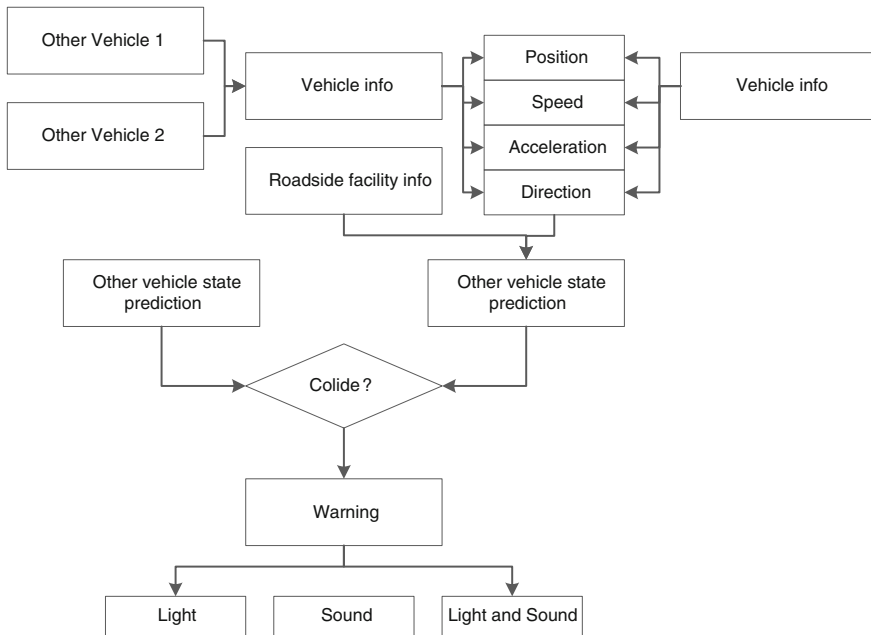 Other Vehicle 1
Other Vehicle 2
Vehicle info
Position
Speed
Acceleration
Direction
Vehicle info
Roadside facility info
Other vehicle state
prediction
Other vehicle state
prediction
Colide?
Warning
Light
Sound
Light and Sound